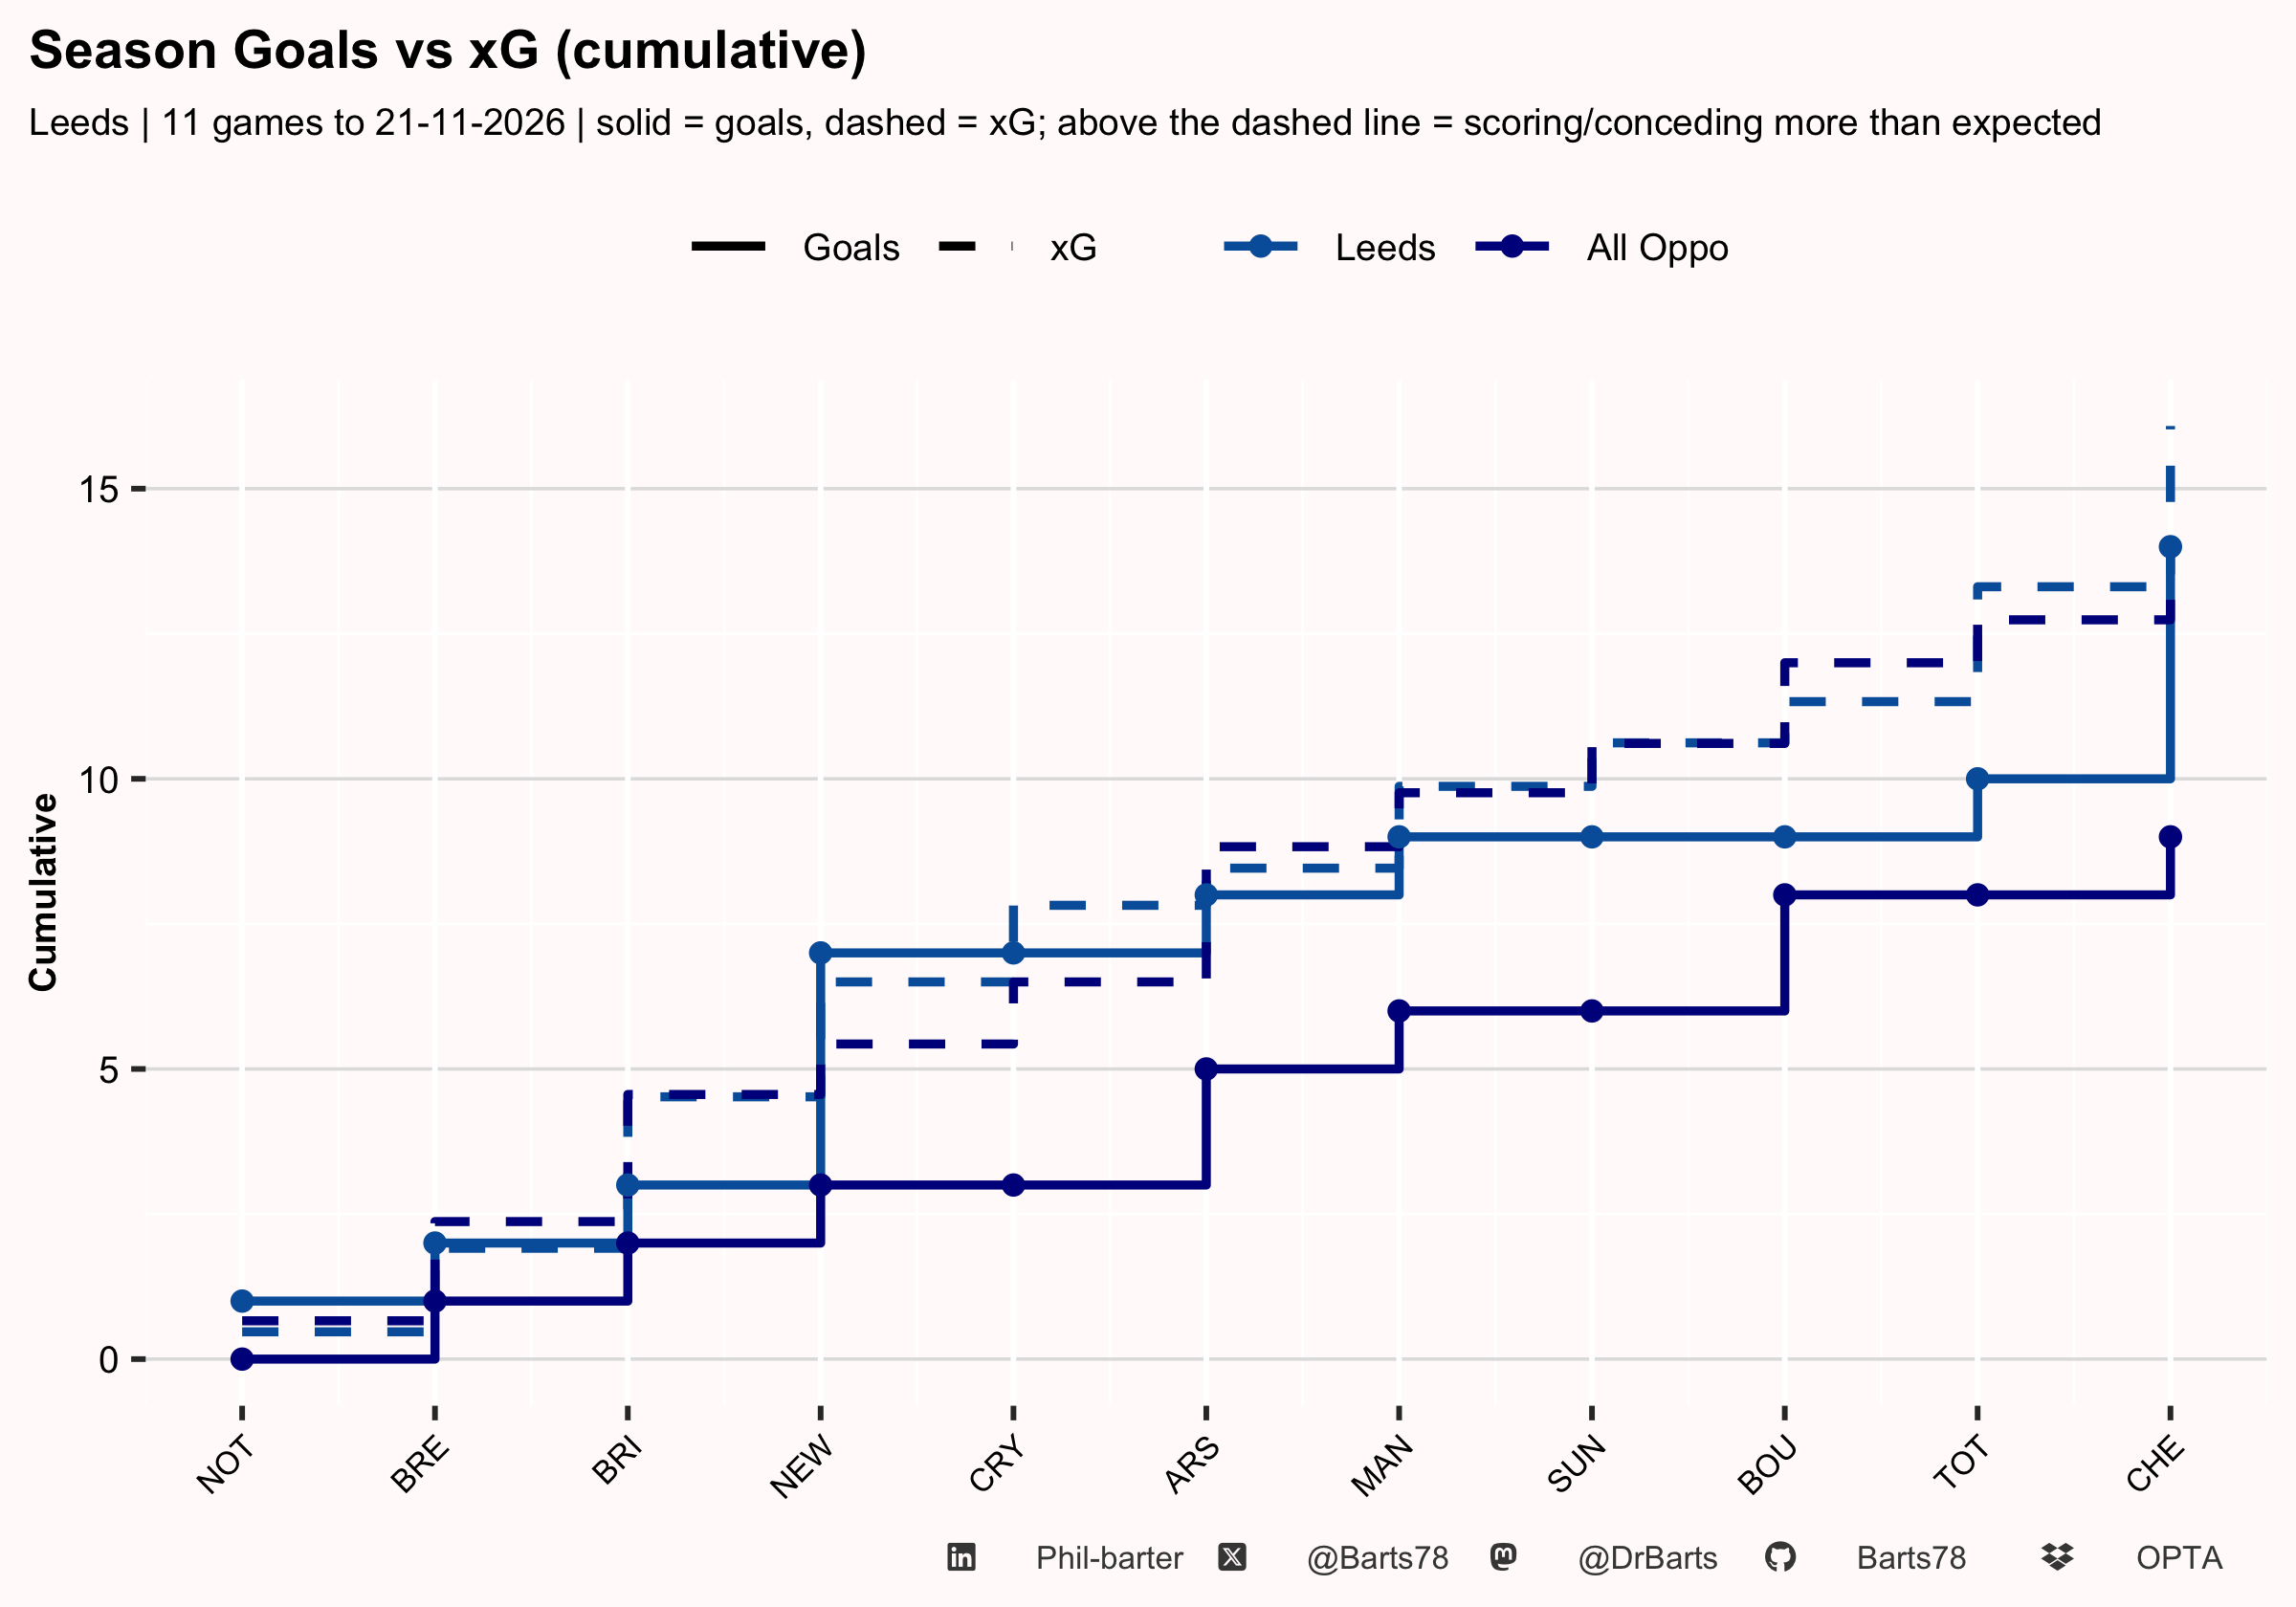 Season Goals vs xG (cumulative)
Leeds | 11 games to 21-11-2026 | solid = goals, dashed = xG; above the dashed line = scoring/conceding more than expected
Goals xG Leeds All Oppo
Cumulative
15
10
5
0
NOT BRE BRI NEW CRY ARS MAN SUN BOU TOT CHE
Phil-barter @Barts78 @DrBarts Barts78 OPTA